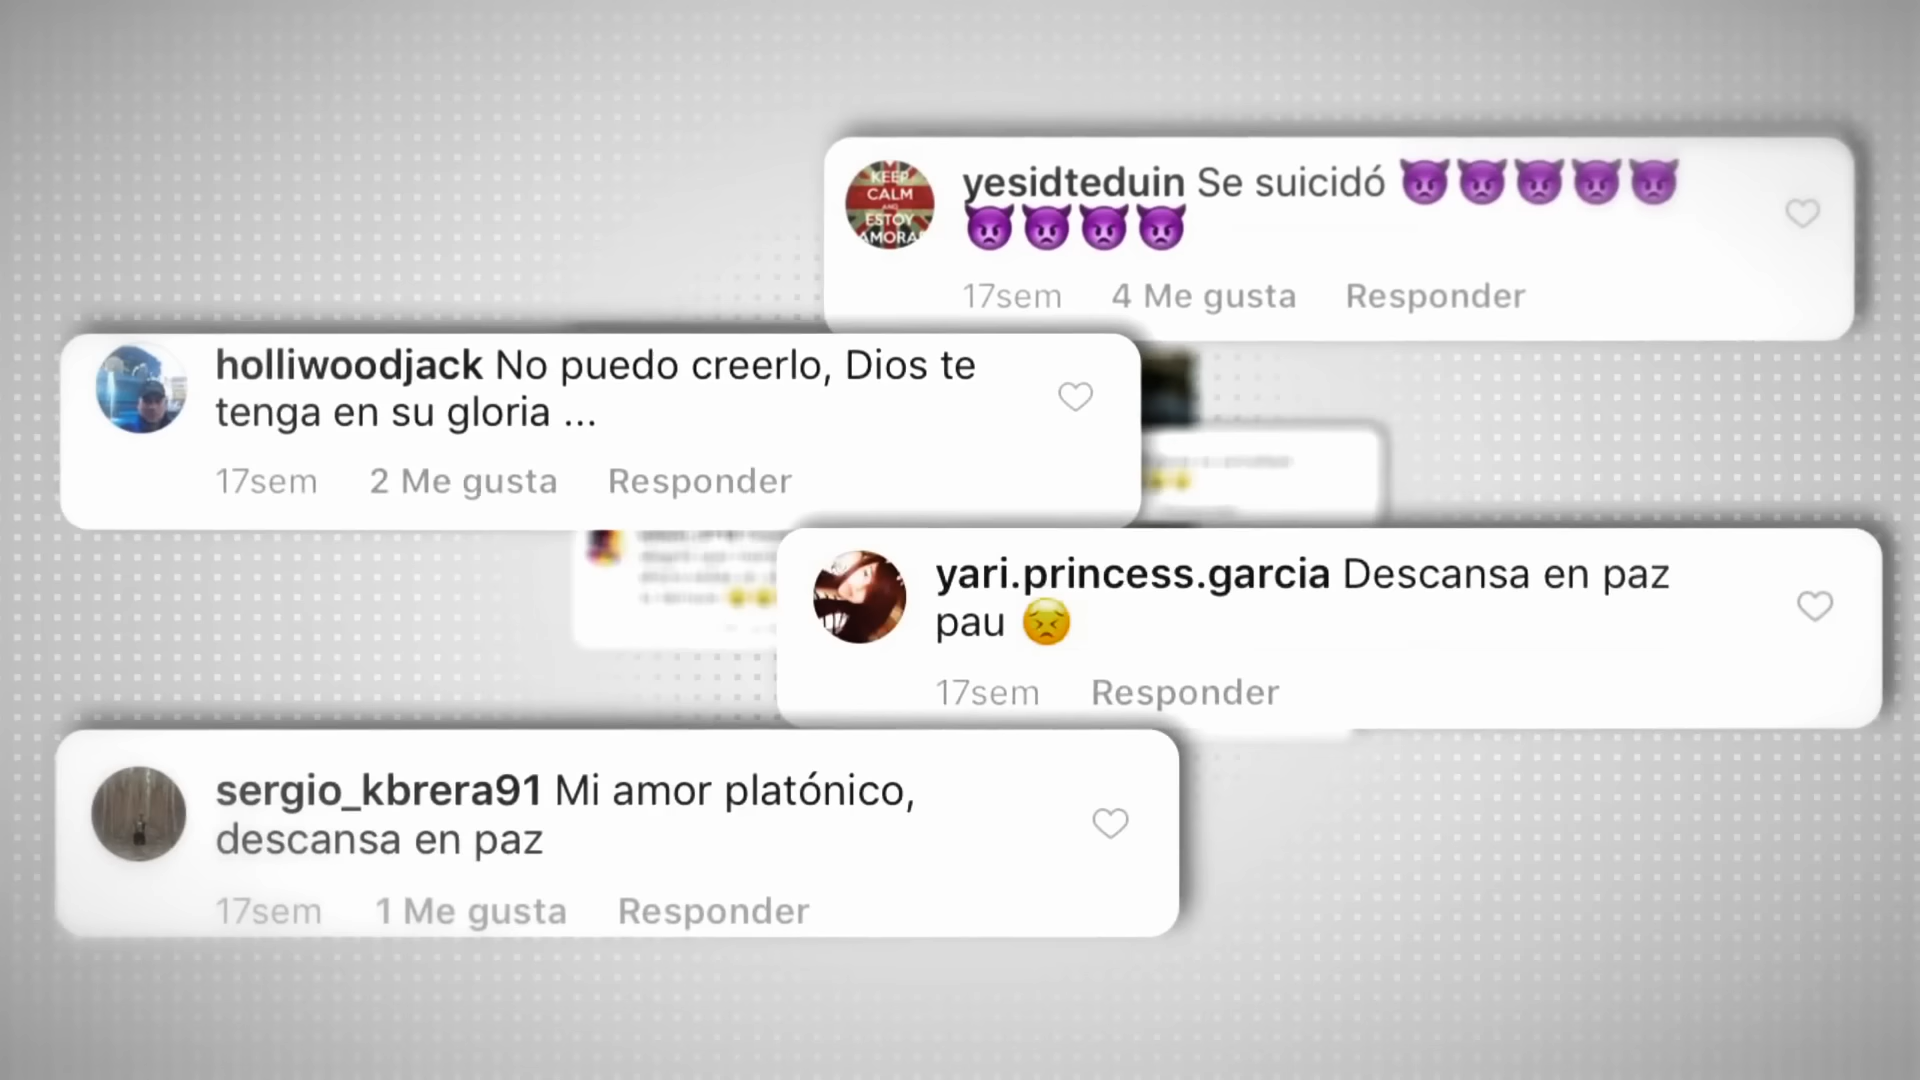 KEEP
CALM
AND
ESTOY
AMORA
yesidteduin Se suicidó 👿👿👿👿👿
👿👿👿👿
17sem 4 Me gusta Responder
holliwoodjack No puedo creerlo, Dios te
tenga en su gloria ...
17sem 2 Me gusta Responder
yari.princess.garcia Descansa en paz
pau 😣
17sem Responder
sergio_kbrera91 Mi amor platónico,
descansa en paz
17sem 1 Me gusta Responder